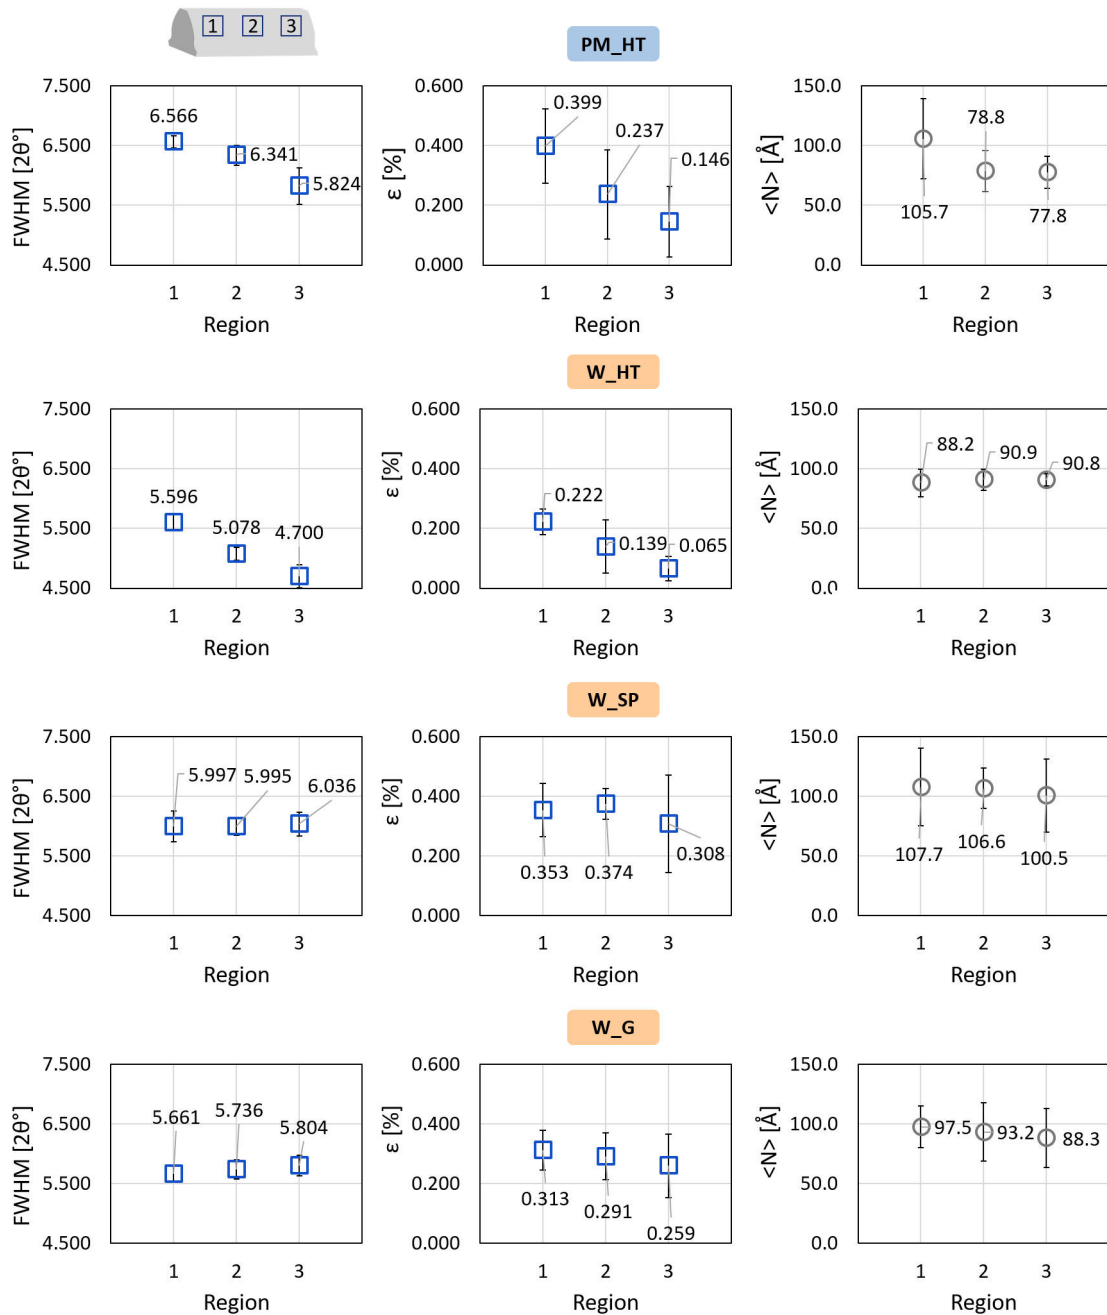 1 2 3
PM_HT
7.500
6.500
5.500
4.500
FWHM [2θ°]
6.566
6.341
5.824
1 2 3
Region
0.600
0.400
0.200
0.000
ε [%]
0.399
0.237
0.146
1 2 3
Region
150.0
100.0
50.0
0.0
<N> [Å]
105.7
78.8
77.8
1 2 3
Region
W_HT
7.500
6.500
5.500
4.500
FWHM [2θ°]
5.596
5.078
4.700
1 2 3
Region
0.600
0.400
0.200
0.000
ε [%]
0.222
0.139
0.065
1 2 3
Region
150.0
100.0
50.0
0.0
<N> [Å]
88.2
90.9
90.8
1 2 3
Region
W_SP
7.500
6.500
5.500
4.500
FWHM [2θ°]
5.997
5.995
6.036
1 2 3
Region
0.600
0.400
0.200
0.000
ε [%]
0.353
0.374
0.308
1 2 3
Region
150.0
100.0
50.0
0.0
<N> [Å]
107.7
106.6
100.5
1 2 3
Region
W_G
7.500
6.500
5.500
4.500
FWHM [2θ°]
5.661
5.736
5.804
1 2 3
Region
0.600
0.400
0.200
0.000
ε [%]
0.313
0.291
0.259
1 2 3
Region
150.0
100.0
50.0
0.0
<N> [Å]
97.5
93.2
88.3
1 2 3
Region